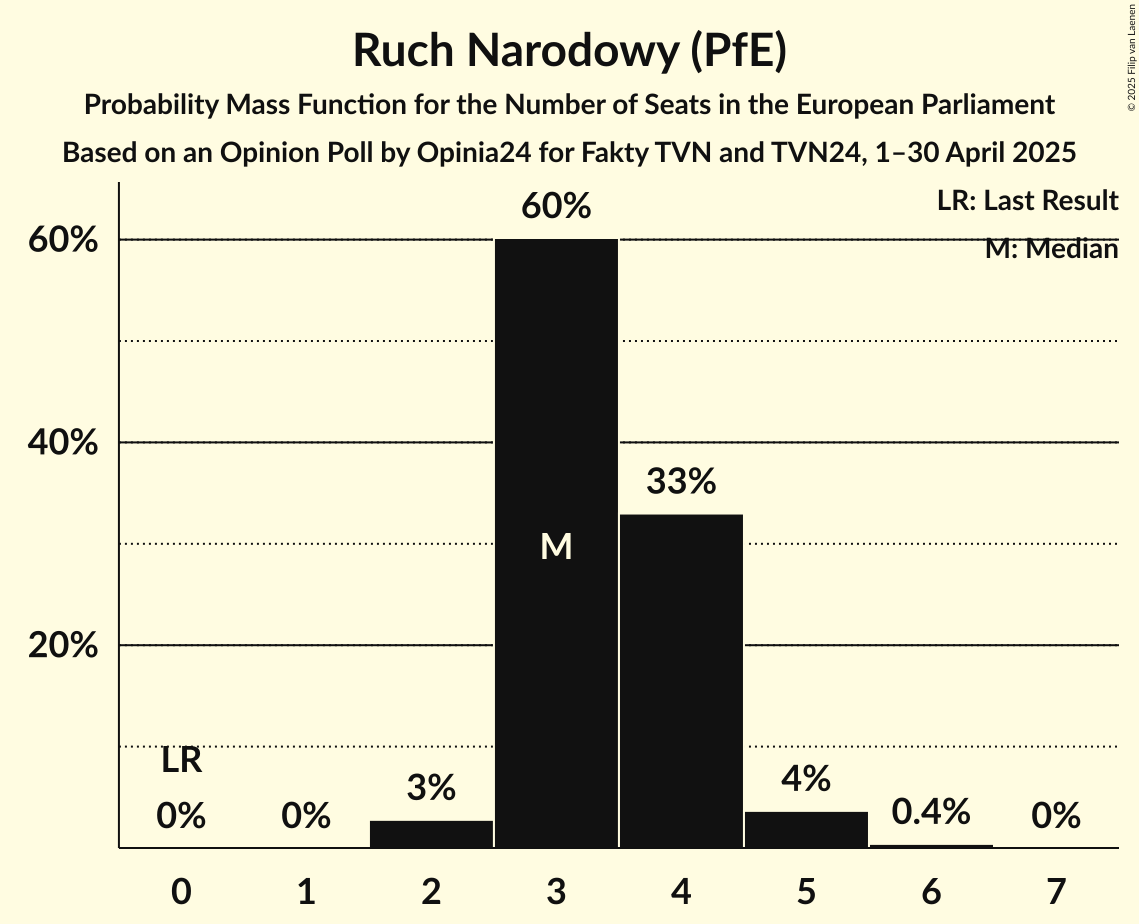 Ruch Narodowy (PfE)
Probability Mass Function for the Number of Seats in the European Parliament
Based on an Opinion Poll by Opinia24 for Fakty TVN and TVN24, 1–30 April 2025
© 2025 Filip van Laenen
LR: Last Result
M: Median
60%
40%
20%
60%
33%
M
LR
0%
0%
3%
4%
0.4%
0%
0 1 2 3 4 5 6 7